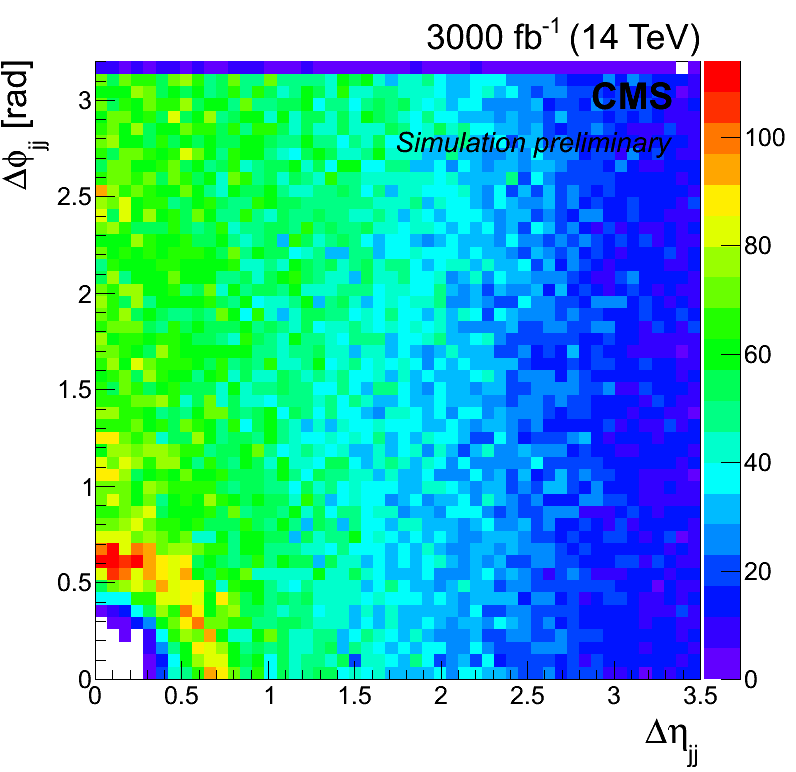 3000 fb⁻¹ (14 TeV)
CMS
Simulation preliminary
Δφjj [rad]
3
2.5
2
1.5
1
0.5
0
0 0.5 1 1.5 2 2.5 3 3.5
Δηjj
100
80
60
40
20
0